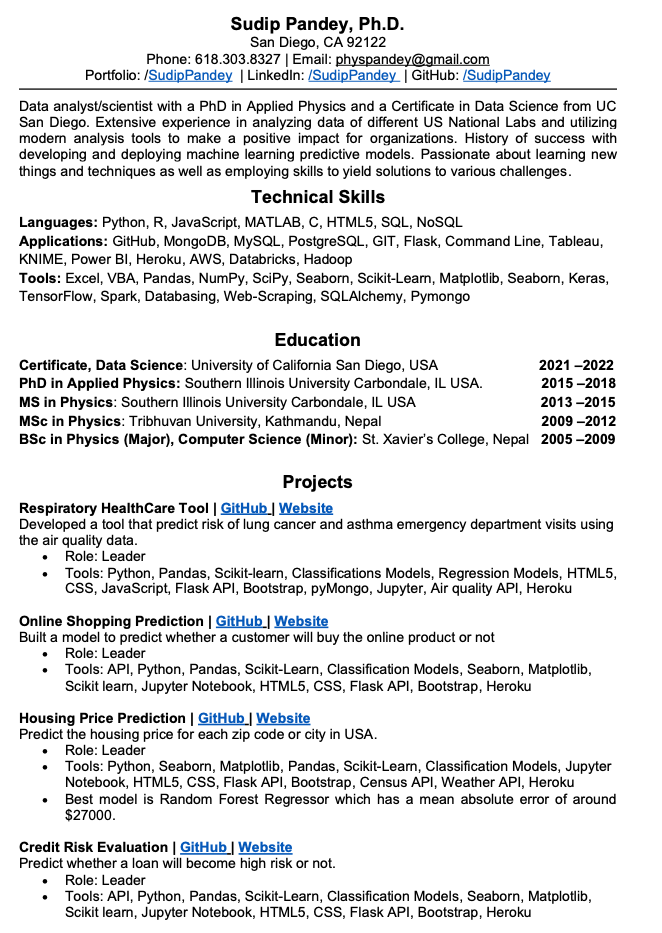 Sudip Pandey, Ph.D.
San Diego, CA 92122
Phone: 618.303.8327 | Email: physpandey@gmail.com
Portfolio: /SudipPandey | LinkedIn: /SudipPandey | GitHub: /SudipPandey
Data analyst/scientist with a PhD in Applied Physics and a Certificate in Data Science from UC
San Diego. Extensive experience in analyzing data of different US National Labs and utilizing
modern analysis tools to make a positive impact for organizations. History of success with
developing and deploying machine learning predictive models. Passionate about learning new
things and techniques as well as employing skills to yield solutions to various challenges.
Technical Skills
Languages: Python, R, JavaScript, MATLAB, C, HTML5, SQL, NoSQL
Applications: GitHub, MongoDB, MySQL, PostgreSQL, GIT, Flask, Command Line, Tableau,
KNIME, Power BI, Heroku, AWS, Databricks, Hadoop
Tools: Excel, VBA, Pandas, NumPy, SciPy, Seaborn, Scikit-Learn, Matplotlib, Seaborn, Keras,
TensorFlow, Spark, Databasing, Web-Scraping, SQLAlchemy, Pymongo
Education
Certificate, Data Science: University of California San Diego, USA 2021 –2022
PhD in Applied Physics: Southern Illinois University Carbondale, IL USA. 2015 –2018
MS in Physics: Southern Illinois University Carbondale, IL USA 2013 –2015
MSc in Physics: Tribhuvan University, Kathmandu, Nepal 2009 –2012
BSc in Physics (Major), Computer Science (Minor): St. Xavier's College, Nepal 2005 –2009
Projects
Respiratory HealthCare Tool | GitHub | Website
Developed a tool that predict risk of lung cancer and asthma emergency department visits using
the air quality data.
• Role: Leader
• Tools: Python, Pandas, Scikit-learn, Classifications Models, Regression Models, HTML5,
CSS, JavaScript, Flask API, Bootstrap, pyMongo, Jupyter, Air quality API, Heroku
Online Shopping Prediction | GitHub | Website
Built a model to predict whether a customer will buy the online product or not
• Role: Leader
• Tools: API, Python, Pandas, Scikit-Learn, Classification Models, Seaborn, Matplotlib,
Scikit learn, Jupyter Notebook, HTML5, CSS, Flask API, Bootstrap, Heroku
Housing Price Prediction | GitHub | Website
Predict the housing price for each zip code or city in USA.
• Role: Leader
• Tools: Python, Seaborn, Matplotlib, Pandas, Scikit-Learn, Classification Models, Jupyter
Notebook, HTML5, CSS, Flask API, Bootstrap, Census API, Weather API, Heroku
• Best model is Random Forest Regressor which has a mean absolute error of around
$27000.
Credit Risk Evaluation | GitHub | Website
Predict whether a loan will become high risk or not.
• Role: Leader
• Tools: API, Python, Pandas, Scikit-Learn, Classification Models, Seaborn, Matplotlib,
Scikit learn, Jupyter Notebook, HTML5, CSS, Flask API, Bootstrap, Heroku